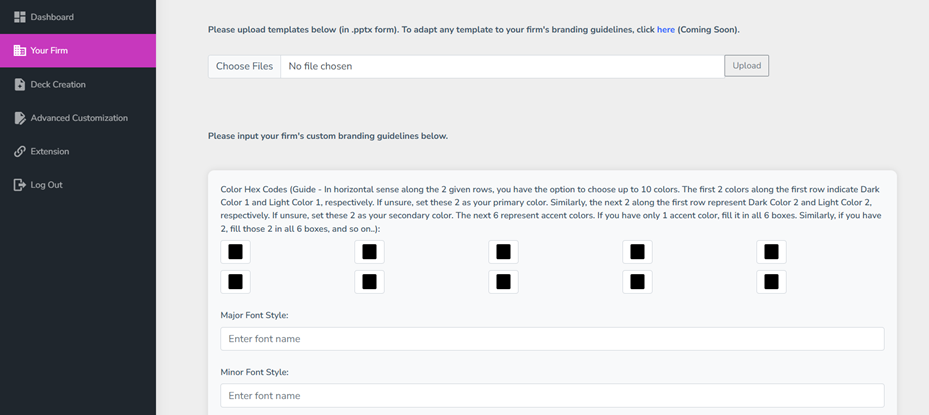 Dashboard
Your Firm
Deck Creation
Advanced Customization
Extension
Log Out
Please upload templates below (in .pptx form). To adapt any template to your firm's branding guidelines, click here (Coming Soon).
Choose Files No file chosen Upload
Please input your firm's custom branding guidelines below.
Color Hex Codes (Guide - In horizontal sense along the 2 given rows, you have the option to choose up to 10 colors. The first 2 colors along the first row indicate Dark
Color 1 and Light Color 1, respectively. If unsure, set these 2 as your primary color. Similarly, the next 2 along the first row represent Dark Color 2 and Light Color 2,
respectively. If unsure, set these 2 as your secondary color. The next 6 represent accent colors. If you have only 1 accent color, fill it in all 6 boxes. Similarly, if you have
2, fill those 2 in all 6 boxes, and so on..):
Major Font Style:
Enter font name
Minor Font Style:
Enter font name